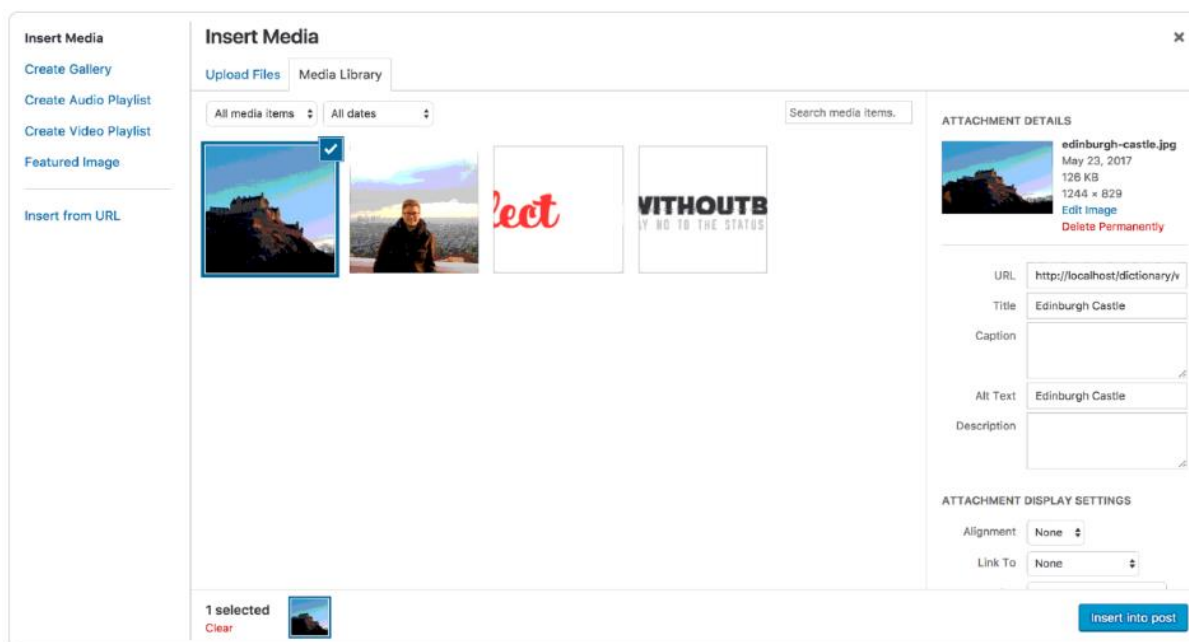 Insert Media
Create Gallery
Create Audio Playlist
Create Video Playlist
Featured Image
Insert from URL
Insert Media
×
Upload Files
Media Library
All media items
All dates
Search media items.
lect
WITHOUTB
Y NO TO THE STATUS
ATTACHMENT DETAILS
edinburgh-castle.jpg
May 23, 2017
126 KB
1244 × 829
Edit Image
Delete Permanently
URL http://localhost/dictionary/
Title Edinburgh Castle
Caption
Alt Text Edinburgh Castle
Description
ATTACHMENT DISPLAY SETTINGS
Alignment None
Link To None
1 selected
Clear
Insert into post